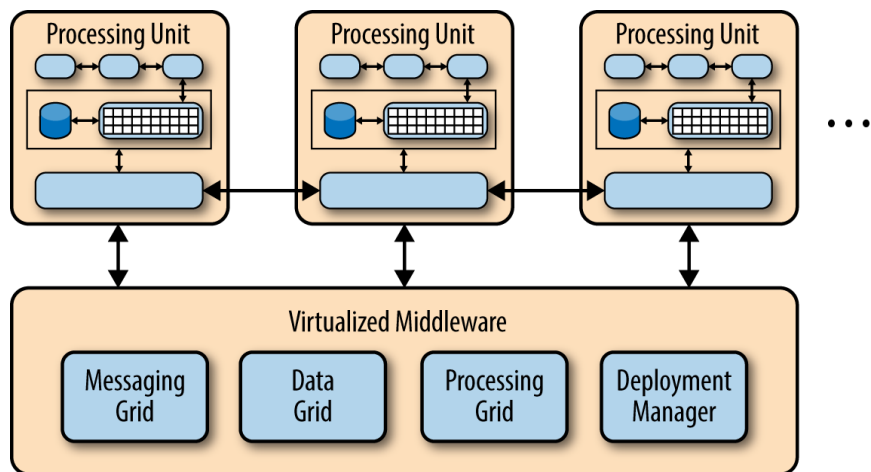 Processing Unit
Processing Unit
Processing Unit
...
Virtualized Middleware
Messaging
Grid
Data
Grid
Processing
Grid
Deployment
Manager